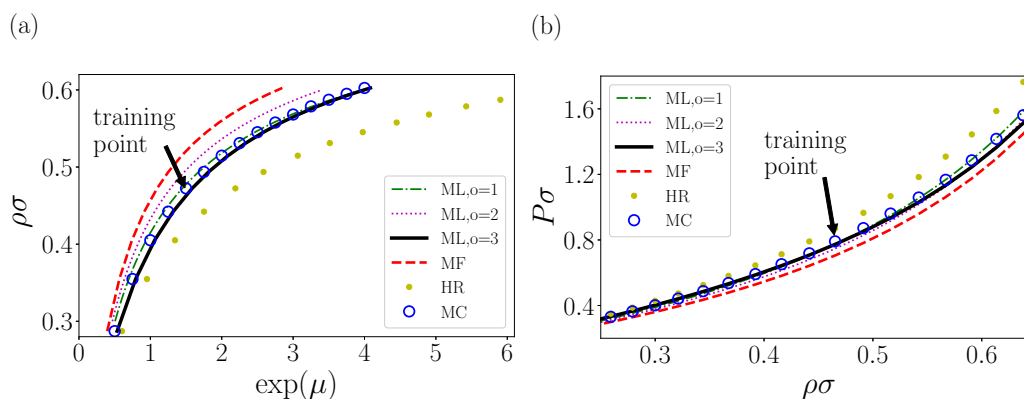 (a)
(b)
ρσ
0.6
0.5
0.4
0.3
training
point
ML,o=1
ML,o=2
ML,o=3
MF
HR
MC
0 1 2 3 4 5 6
exp(μ)
Pσ
1.6
1.2
0.8
0.4
ML,o=1
ML,o=2
ML,o=3
MF
HR
MC
training
point
0.3 0.4 0.5 0.6
ρσ